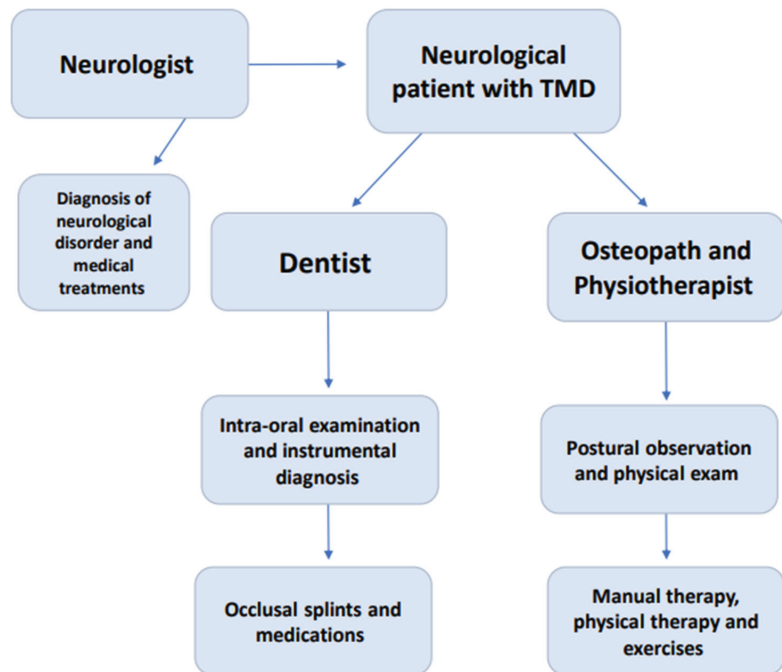 Neurologist
Neurological
patient with TMD
Diagnosis of
neurological
disorder and
medical
treatments
Dentist
Osteopath and
Physiotherapist
Intra-oral examination
and instrumental
diagnosis
Postural observation
and physical exam
Occlusal splints and
medications
Manual therapy,
physical therapy and
exercises